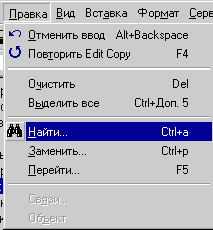 Правка Вид Вставка Формат Серв
Отменить ввод Alt+Backspace
Повторить Edit Copy F4
Очистить Del
Выделить все Ctrl+Доп. 5
Найти... Ctrl+а
Заменить... Ctrl+р
Перейти... F5
Связи...
Объект